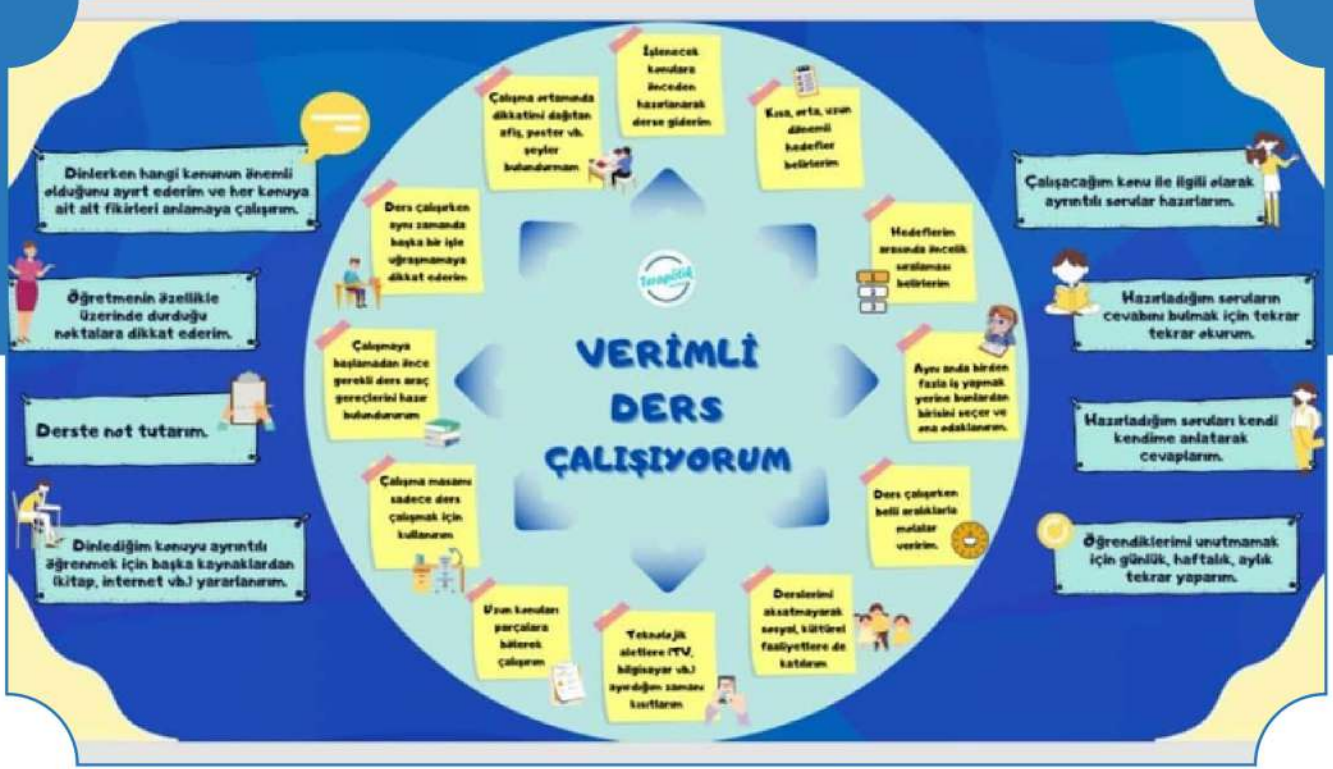 VERİMLİ
DERS
ÇALIŞIYORUM
Terapötik
İşlenecek
konulara
önceden
hazırlanarak
derse giderim
Kısa, orta, uzun
dönemli
hedefler
belirlerim
Hedeflerim
arasında öncelik
sıralaması
belirlerim
Aynı anda birden
fazla iş yapmak
yerine bunlardan
birisini seçer ve
ona odaklanırım.
Ders çalışırken
belli aralıklarla
molalar
veririm.
Derslerimi
aksatmayarak
sosyal, kültürel
faaliyetlere de
katılırım
Teknolojik
aletlere (TV,
bilgisayar vb.)
ayırdığım zamanı
kısıtlarım
Uzun konuları
parçalara
bölerek
çalışırım
Çalışma masamı
sadece ders
çalışmak için
kullanırım
Çalışmaya
başlamadan önce
gerekli ders araç
gereçlerini hazır
bulundururum
Ders çalışırken
aynı zamanda
başka bir işle
uğraşmamaya
dikkat ederim
Çalışma ortamında
dikkatimi dağıtan
afiş, poster vb.
şeyler
bulundurmam
Dinlerken hangi konunun önemli
olduğunu ayırt ederim ve her konuya
ait alt fikirleri anlamaya çalışırım.
Öğretmenin özellikle
üzerinde durduğu
noktalara dikkat ederim.
Derste not tutarım.
Dinlediğim konuyu ayrıntılı
öğrenmek için başka kaynaklardan
(kitap, internet vb.) yararlanırım.
Çalışacağım konu ile ilgili olarak
ayrıntılı sorular hazırlarım.
Hazırladığım soruların
cevabını bulmak için tekrar
tekrar okurum.
Hazırladığım soruları kendi
kendime anlatarak
cevaplarım.
Öğrendiklerimi unutmamak
için günlük, haftalık, aylık
tekrar yaparım.